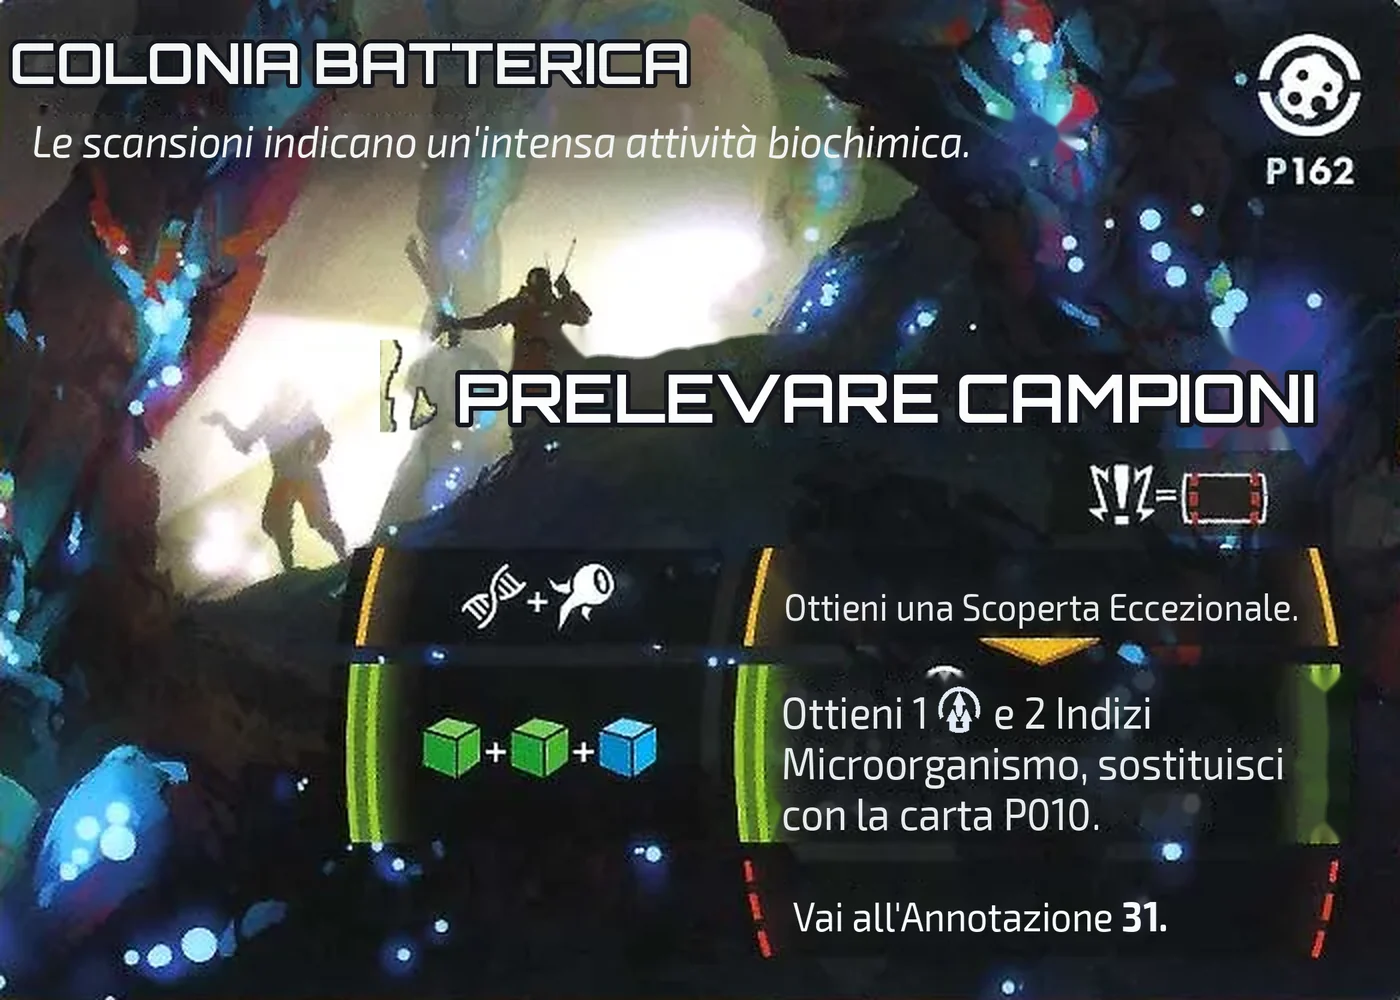 COLONIA BATTERICA
Le scansioni indicano un'intensa attività biochimica.
P162
PRELEVARE CAMPIONI
! =
+
Ottieni una Scoperta Eccezionale.
+ +
Ottieni 1 e 2 Indizi
Microorganismo, sostituisci
con la carta P010.
Vai all'Annotazione 31.